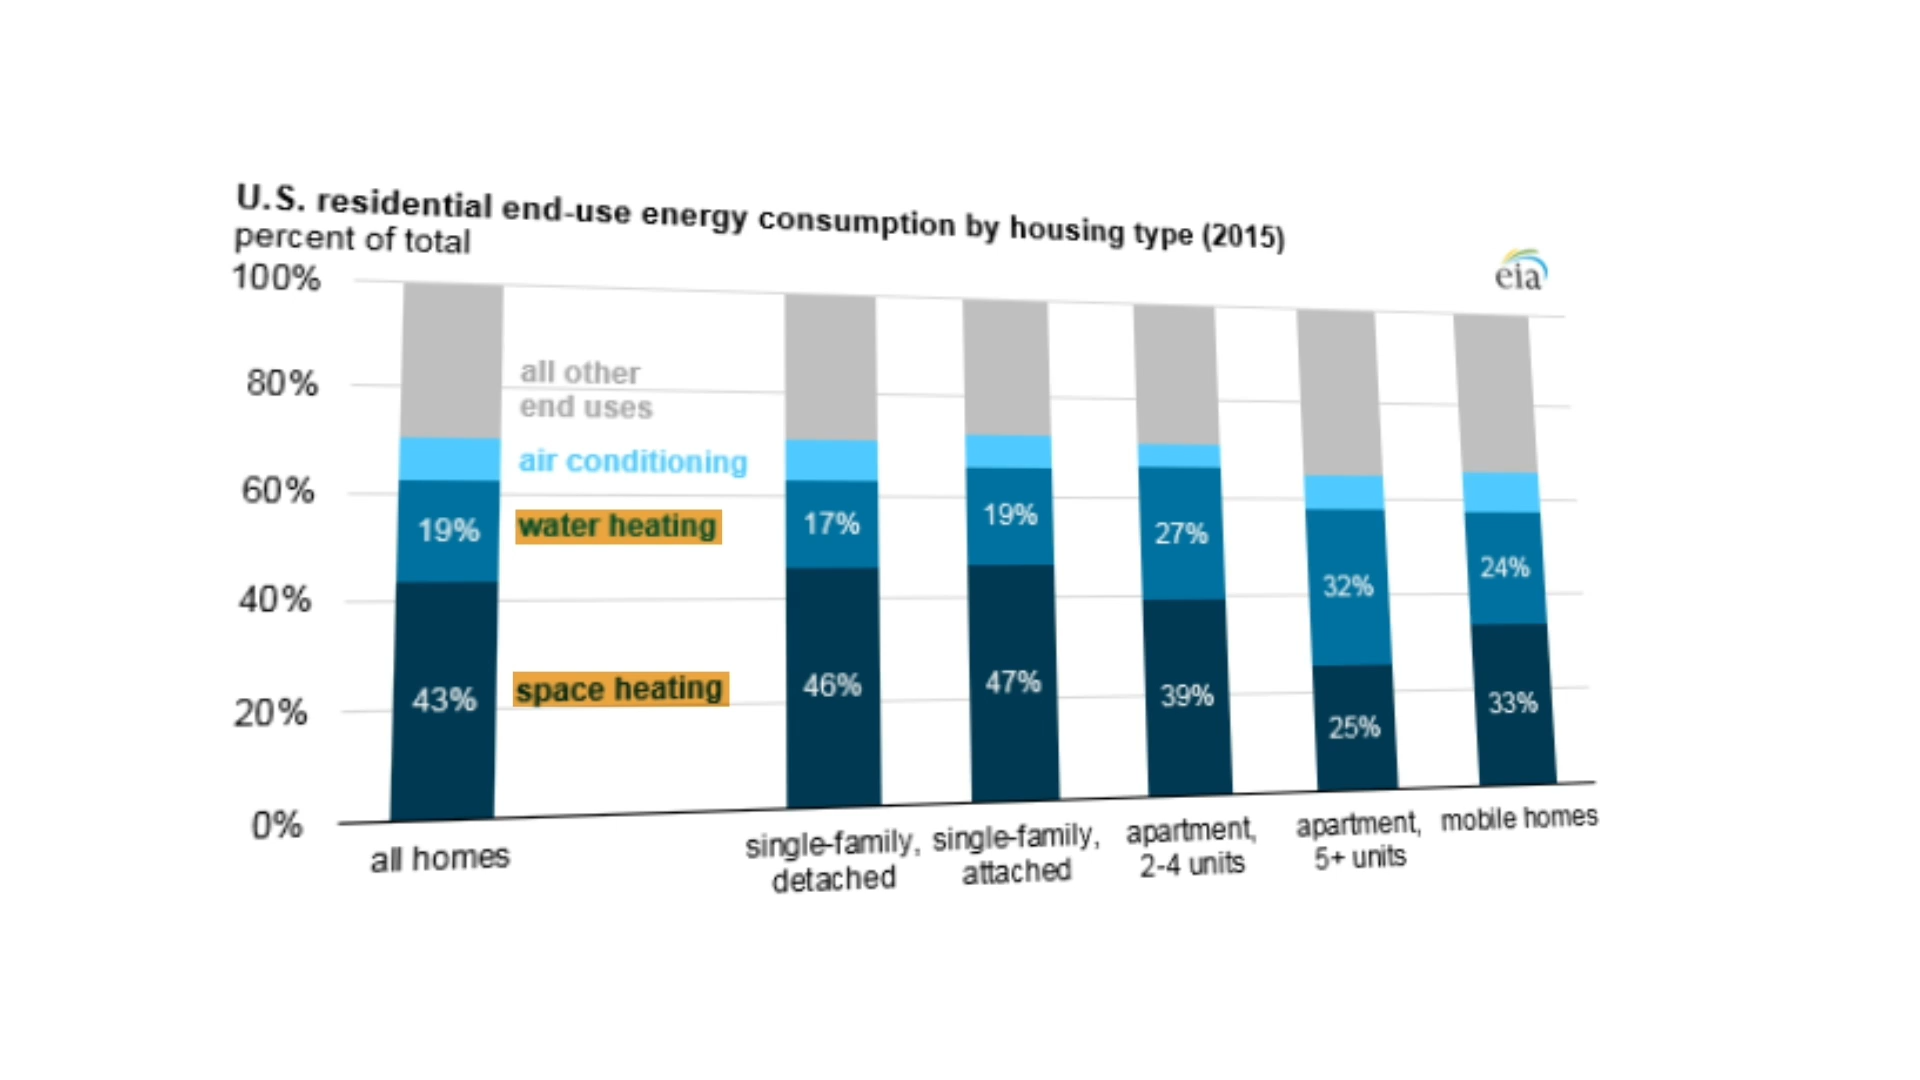 U.S. residential end-use energy consumption by housing type (2015)
percent of total
eia
100%
80%
60%
40%
20%
0%
all other
end uses
air conditioning
water heating
space heating
19%
43%
17%
46%
19%
47%
27%
39%
32%
25%
24%
33%
all homes
single-family,
detached
single-family,
attached
apartment,
2-4 units
apartment,
5+ units
mobile homes